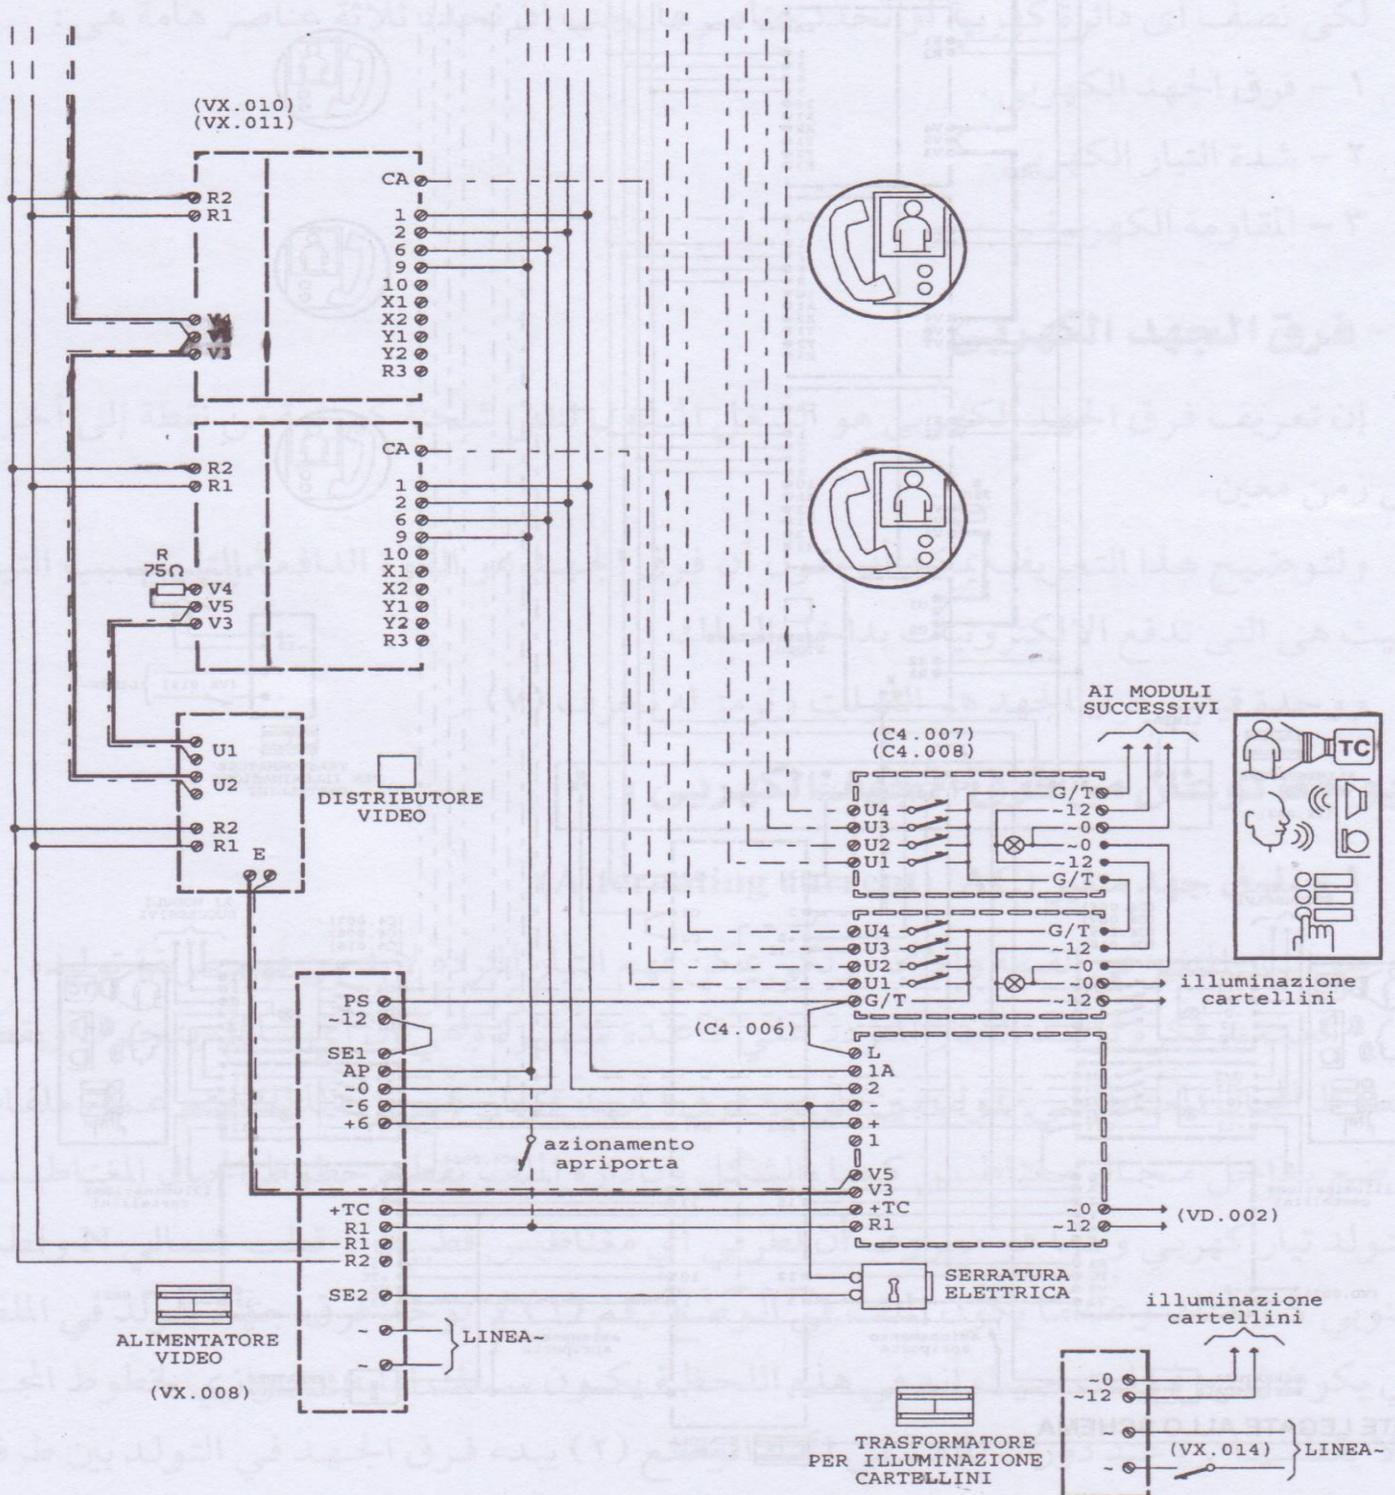 (VX.010)
(VX.011)
R2
R1
V3
CA
1
2
6
9
10
X1
X2
Y1
Y2
R3
R2
R1
R
75Ω
V4
V5
V3
CA
1
2
6
9
10
X1
X2
Y1
Y2
R3
U1
U2
R2
R1
E
DISTRIBUTORE
VIDEO
AI MODULI
SUCCESSIVI
(C4.007)
(C4.008)
U4
U3
U2
U1
G/T
~12
~0
~0
~12
G/T
U4
U3
U2
U1
G/T
G/T
~12
~0
~0
~12
TC
illuminazione
cartellini
PS
~12
SE1
AP
~0
-6
+6
+TC
R1
R1
R2
SE2
~
~
LINEA~
azionamento
apriporta
(C4.006)
L
1A
2
-
+
1
V5
V3
+TC
R1
~0
~12
(VD.002)
SERRATURA
ELETTRICA
ALIMENTATORE
VIDEO
(VX.008)
illuminazione
cartellini
~0
~12
~
~
(VX.014)
LINEA~
TRASFORMATORE
PER ILLUMINAZIONE
CARTELLINI